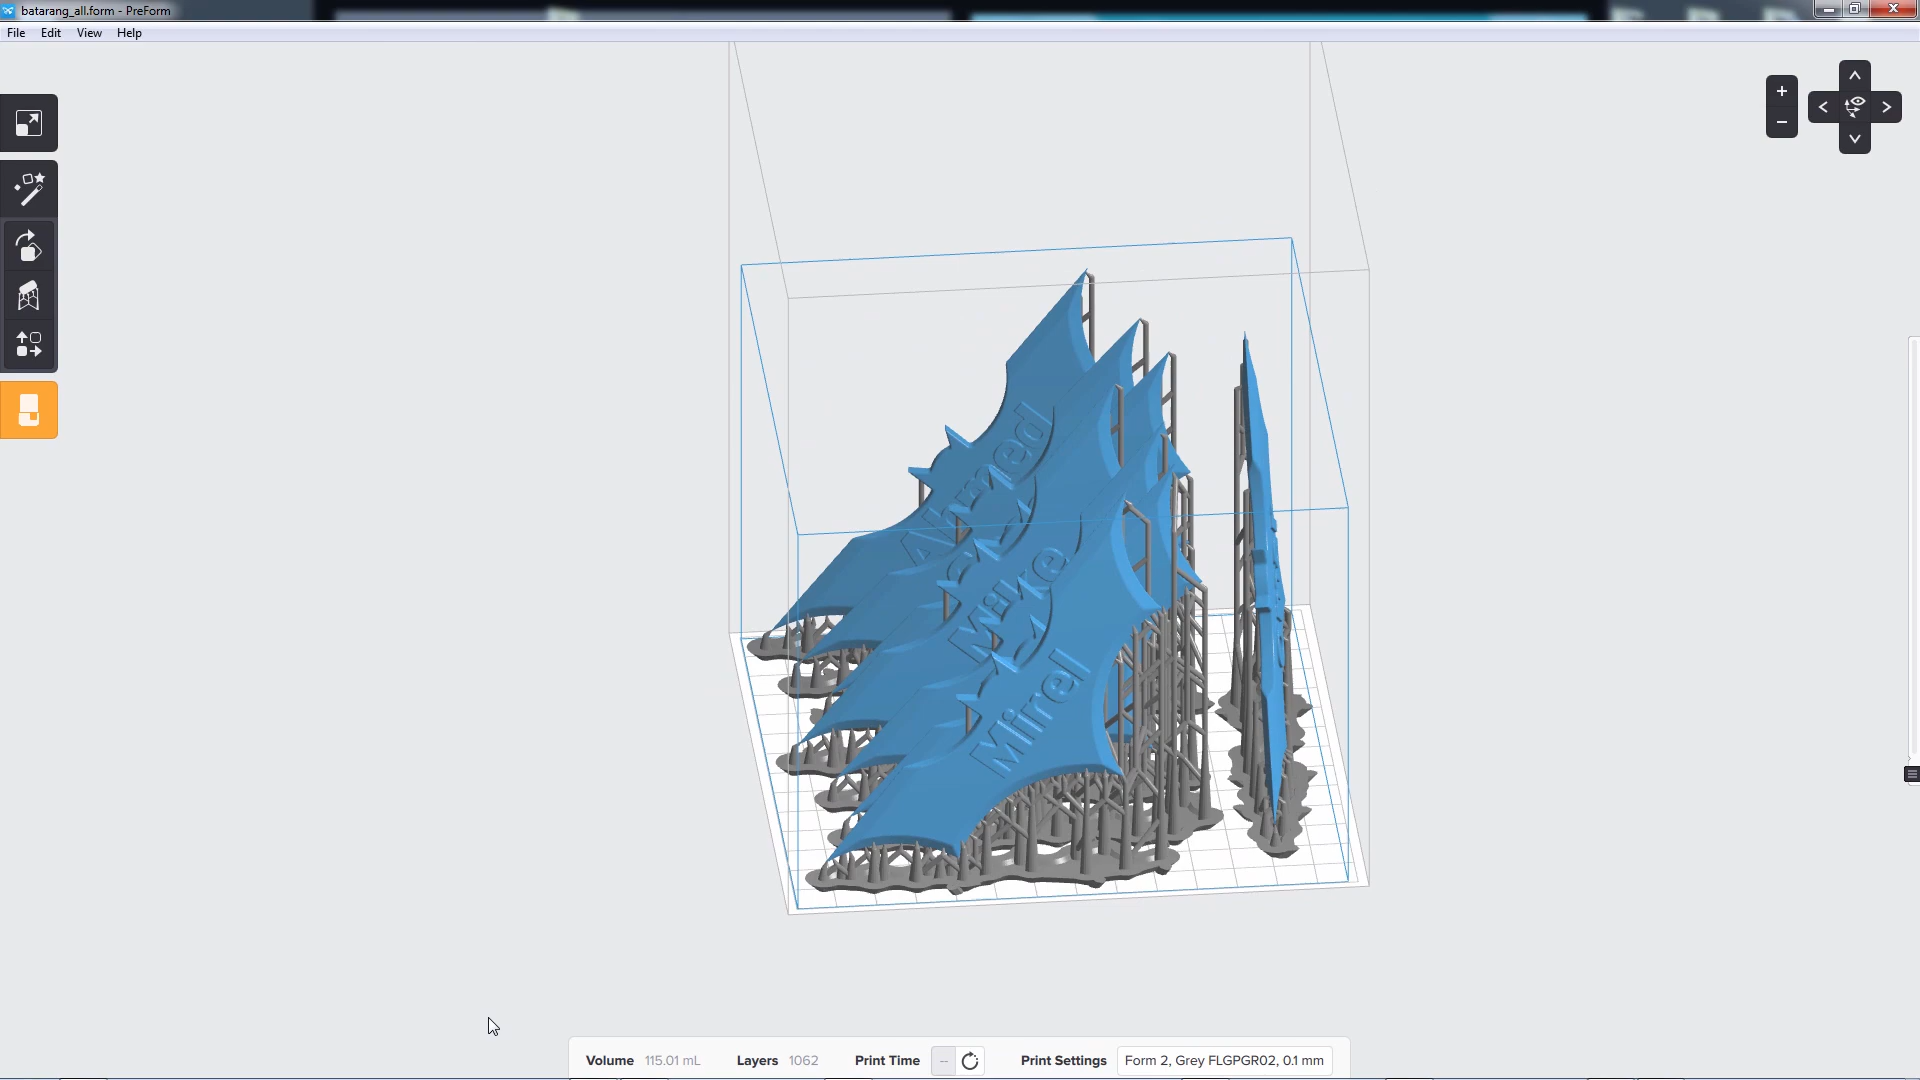 batarang_all.form - PreForm
File Edit View Help
Ahmed
Mike
Mirrel
Volume 115.01 mL Layers 1062 Print Time -- Print Settings Form 2, Grey FLGPGR02, 0.1 mm